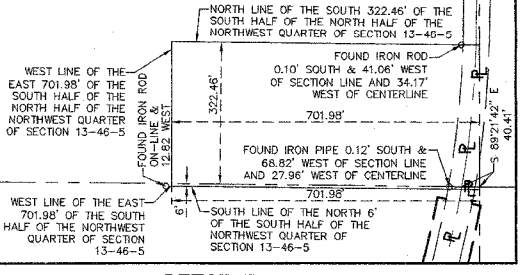 NORTH LINE OF THE SOUTH 322.46' OF THE
SOUTH HALF OF THE NORTH HALF OF THE
NORTHWEST QUARTER OF SECTION 13-46-5
WEST LINE OF THE
EAST 701.98' OF THE
SOUTH HALF OF THE
NORTH HALF OF THE
NORTHWEST QUARTER
OF SECTION 13-46-5
FOUND IRON ROD
ON-LINE &
12.82 WEST
322.46'
FOUND IRON ROD
0.10' SOUTH & 41.06' WEST
OF SECTION LINE AND 34.17'
WEST OF CENTERLINE
701.98'
S 89°21'42" E
40.41'
FOUND IRON PIPE 0.12' SOUTH &
68.82' WEST OF SECTION LINE
AND 27.96' WEST OF CENTERLINE
701.98'
WEST LINE OF THE EAST
701.98' OF THE SOUTH
HALF OF THE NORTHWEST
QUARTER OF SECTION
13-46-5
6'
SOUTH LINE OF THE NORTH 6'
OF THE SOUTH HALF OF THE
NORTHWEST QUARTER OF
SECTION 13-46-5
PL
PL
PL
PL